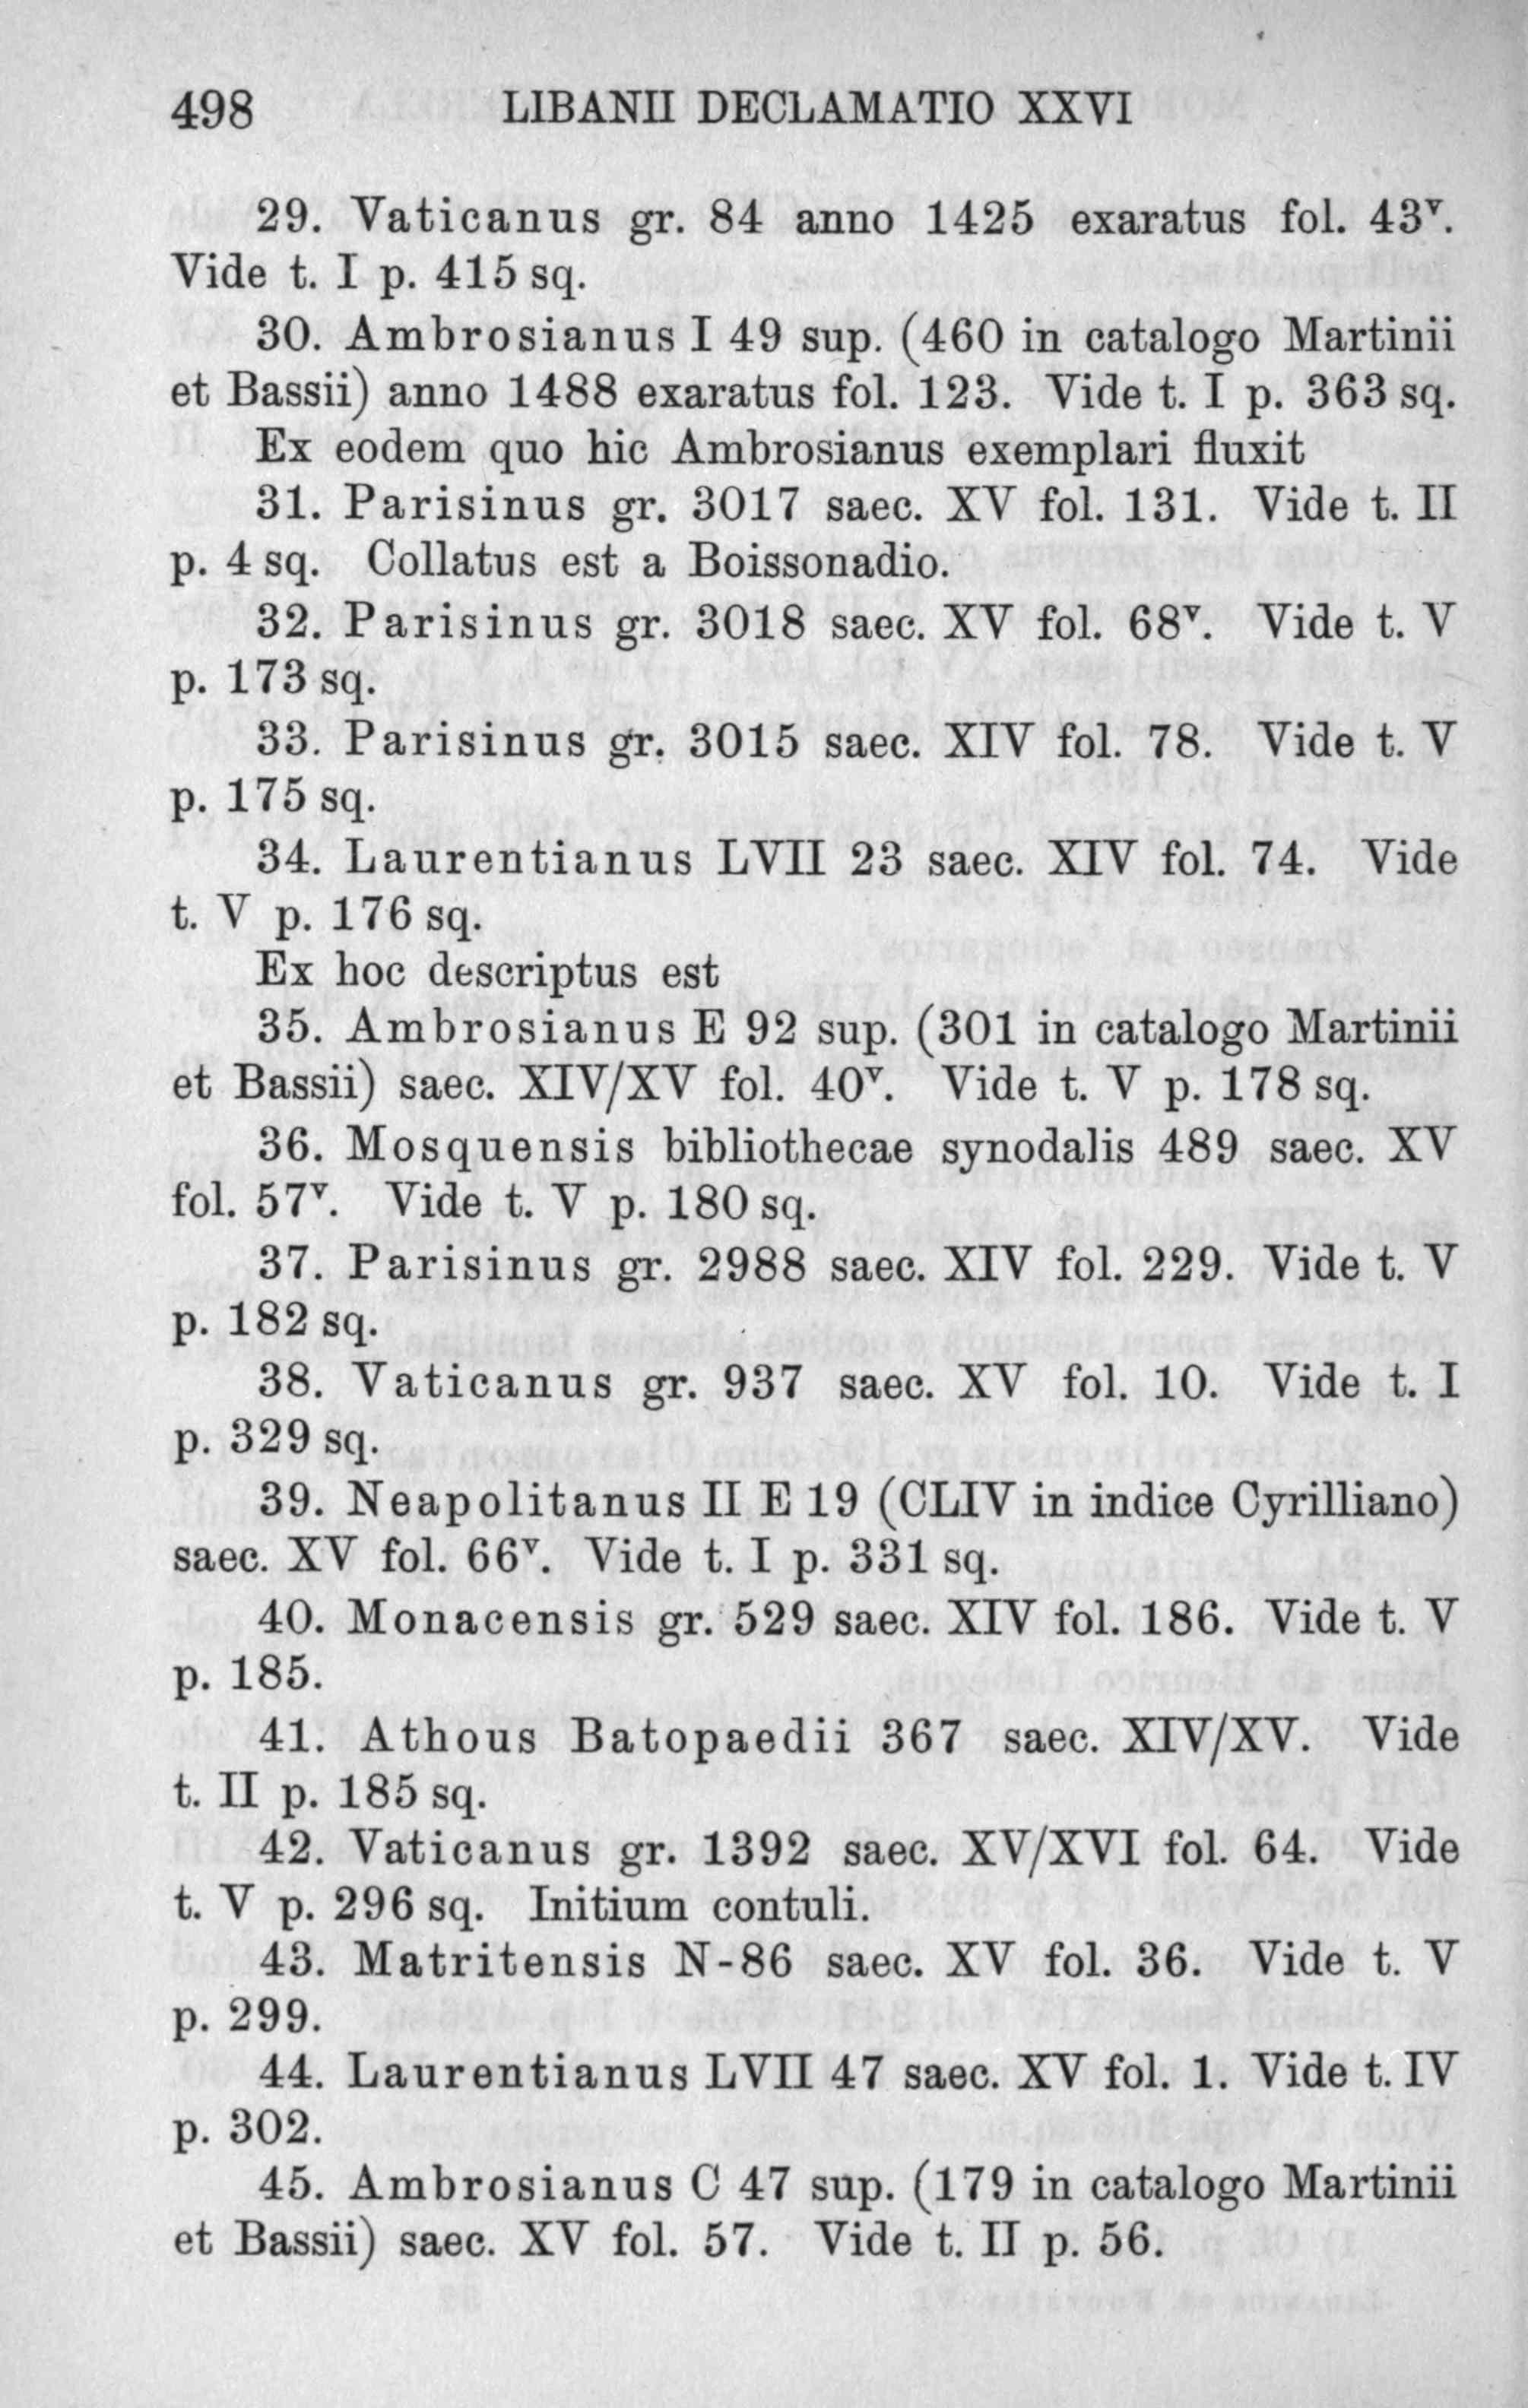 498 LIBANII DECLAMATIO XXVI
29. Vaticanus gr. 84 anno 1425 exaratus fol. 43ᵛ.
Vide t. I p. 415 sq.
30. Ambrosianus I 49 sup. (460 in catalogo Martinii
et Bassii) anno 1488 exaratus fol. 123. Vide t. I p. 363 sq.
Ex eodem quo hic Ambrosianus exemplari fluxit
31. Parisinus gr. 3017 saec. XV fol. 131. Vide t. II
p. 4 sq. Collatus est a Boissonadio.
32. Parisinus gr. 3018 saec. XV fol. 68ᵛ. Vide t. V
p. 173 sq.
33. Parisinus gr. 3015 saec. XIV fol. 78. Vide t. V
p. 175 sq.
34. Laurentianus LVII 23 saec. XIV fol. 74. Vide
t. V p. 176 sq.
Ex hoc descriptus est
35. Ambrosianus E 92 sup. (301 in catalogo Martinii
et Bassii) saec. XIV/XV fol. 40ᵛ. Vide t. V p. 178 sq.
36. Mosquensis bibliothecae synodalis 489 saec. XV
fol. 57ᵛ. Vide t. V p. 180 sq.
37. Parisinus gr. 2988 saec. XIV fol. 229. Vide t. V
p. 182 sq.
38. Vaticanus gr. 937 saec. XV fol. 10. Vide t. I
p. 329 sq.
39. Neapolitanus II E 19 (CLIV in indice Cyrilliano)
saec. XV fol. 66ᵛ. Vide t. I p. 331 sq.
40. Monacensis gr. 529 saec. XIV fol. 186. Vide t. V
p. 185.
41. Athous Batopaedii 367 saec. XIV/XV. Vide
t. II p. 185 sq.
42. Vaticanus gr. 1392 saec. XV/XVI fol. 64. Vide
t. V p. 296 sq. Initium contuli.
43. Matritensis N-86 saec. XV fol. 36. Vide t. V
p. 299.
44. Laurentianus LVII 47 saec. XV fol. 1. Vide t. IV
p. 302.
45. Ambrosianus C 47 sup. (179 in catalogo Martinii
et Bassii) saec. XV fol. 57. Vide t. II p. 56.